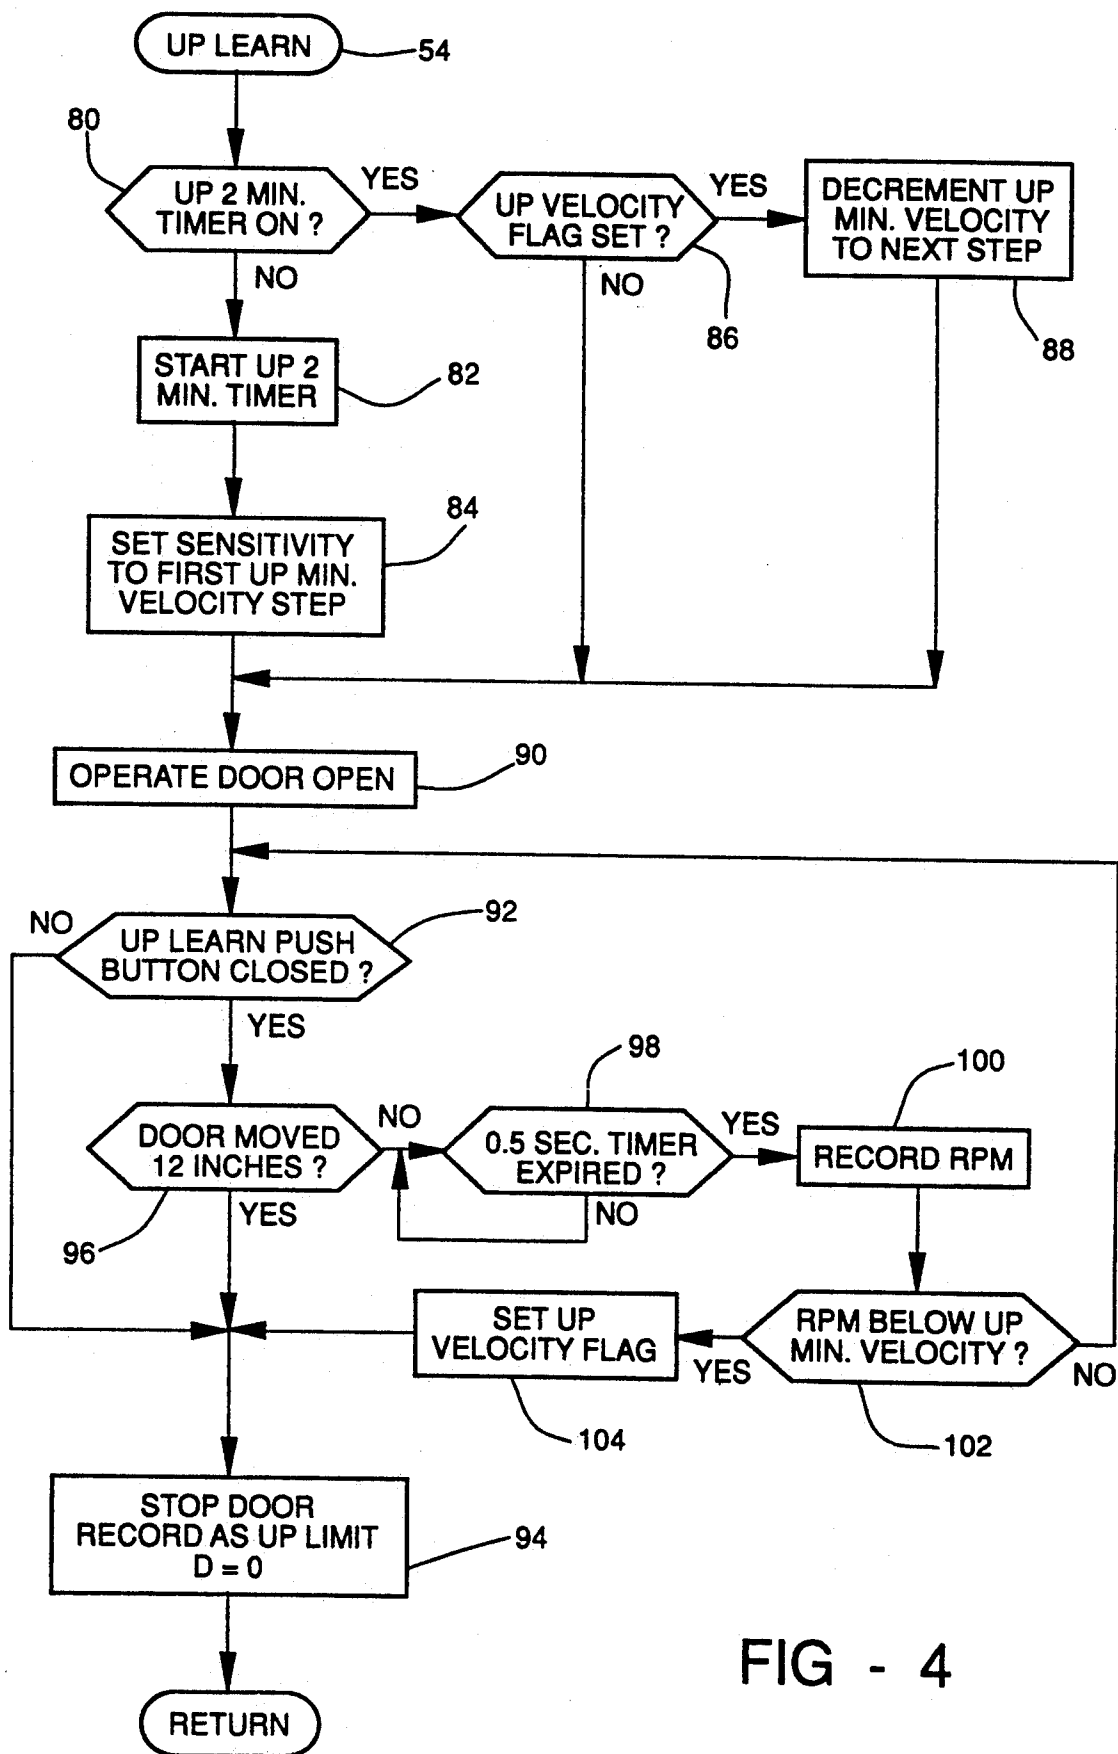 UP LEARN
54
80
UP 2 MIN.
TIMER ON ?
YES
NO
UP VELOCITY
FLAG SET ?
YES
NO
86
DECREMENT UP
MIN. VELOCITY
TO NEXT STEP
88
START UP 2
MIN. TIMER
82
84
SET SENSITIVITY
TO FIRST UP MIN.
VELOCITY STEP
OPERATE DOOR OPEN
90
NO
UP LEARN PUSH
BUTTON CLOSED ?
92
YES
DOOR MOVED
12 INCHES ?
96
NO
YES
98
0.5 SEC. TIMER
EXPIRED ?
YES
NO
100
RECORD RPM
RPM BELOW UP
MIN. VELOCITY ?
YES
NO
102
SET UP
VELOCITY FLAG
104
STOP DOOR
RECORD AS UP LIMIT
D = 0
94
RETURN
FIG - 4